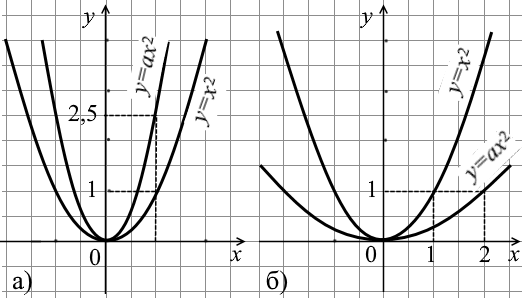 y
y=ax²
y=x²
2,5
1
0
x
а)
y
y=x²
y=ax²
1
0
1
2
x
б)